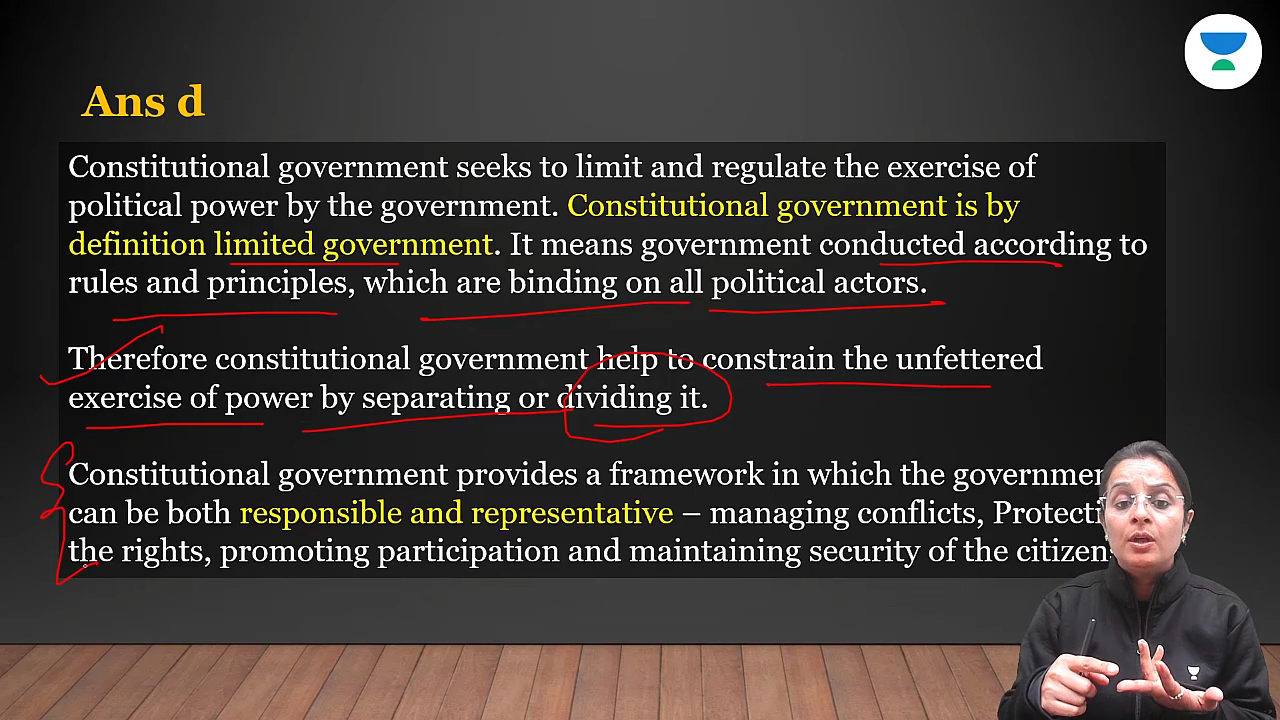 Ans d
Constitutional government seeks to limit and regulate the exercise of
political power by the government. Constitutional government is by
definition limited government. It means government conducted according to
rules and principles, which are binding on all political actors.
Therefore constitutional government help to constrain the unfettered
exercise of power by separating or dividing it.
Constitutional government provides a framework in which the
can be both responsible and representative – managing conflicts,
the rights, promoting participation and maintaining security of the